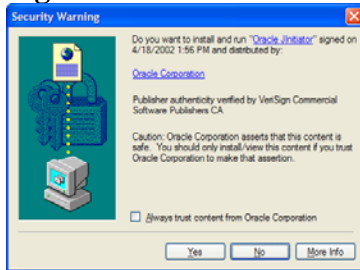 Security Warning
Do you want to install and run "Oracle JInitiator" signed on
4/18/2002 1:56 PM and distributed by:
Oracle Corporation
Publisher authenticity verified by VeriSign Commercial
Software Publishers CA
Caution: Oracle Corporation asserts that this content is
safe. You should only install/view this content if you trust
Oracle Corporation to make that assertion.
Always trust content from Oracle Corporation
Yes No More Info